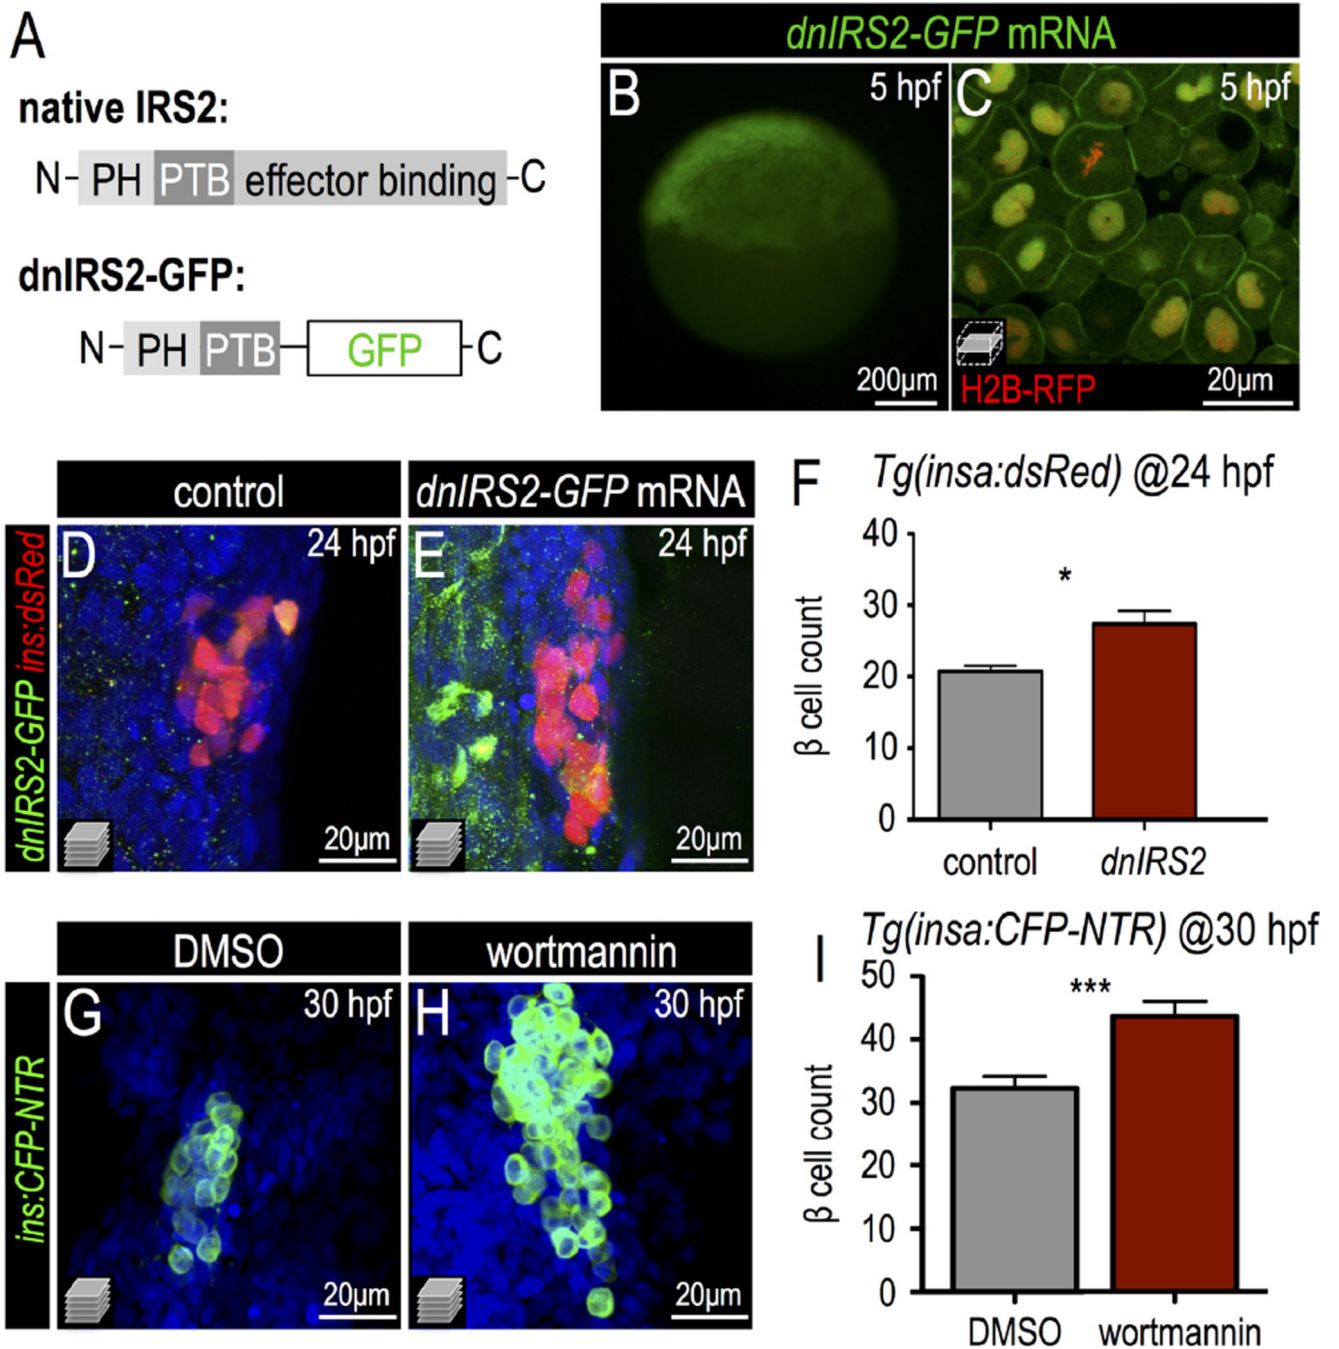 A
native IRS2:
N- PH PTB effector binding -C
dnIRS2-GFP:
N- PH PTB GFP -C
dnIRS2-GFP mRNA
B
5 hpf
200µm
C
5 hpf
H2B-RFP
20µm
control
dnIRS2-GFP mRNA
dnIRS2-GFP ins:dsRed
D
24 hpf
20µm
E
24 hpf
20µm
F
Tg(insa:dsRed) @24 hpf
β cell count
40
30
20
10
0
*
control
dnIRS2
DMSO
wortmannin
ins:CFP-NTR
G
30 hpf
20µm
H
30 hpf
20µm
I
Tg(insa:CFP-NTR) @30 hpf
β cell count
50
40
30
20
10
0
***
DMSO
wortmannin